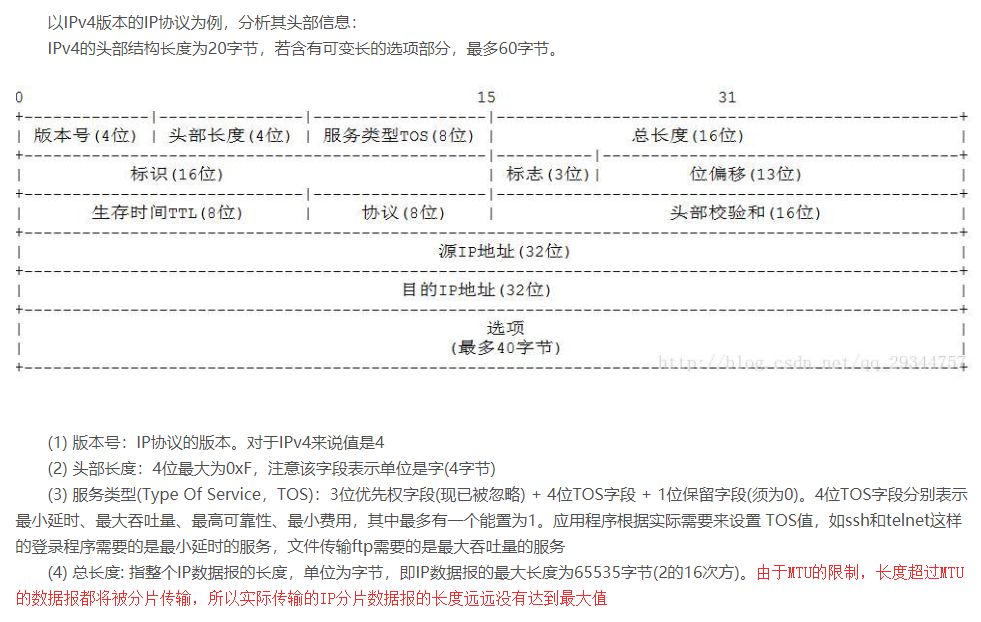 以IPv4版本的IP协议为例，分析其头部信息：
IPv4的头部结构长度为20字节，若含有可变长的选项部分，最多60字节。
0 15 31
版本号(4位) 头部长度(4位) 服务类型TOS(8位) 总长度(16位)
标识(16位) 标志(3位) 位偏移(13位)
生存时间TTL(8位) 协议(8位) 头部校验和(16位)
源IP地址(32位)
目的IP地址(32位)
选项
(最多40字节)
http://blog.csdn.net/qq_29344757
(1) 版本号：IP协议的版本。对于IPv4来说值是4
(2) 头部长度：4位最大为0xF，注意该字段表示单位是字(4字节)
(3) 服务类型(Type Of Service，TOS)：3位优先权字段(现已被忽略) + 4位TOS字段 + 1位保留字段(须为0)。4位TOS字段分别表示
最小延时、最大吞吐量、最高可靠性、最小费用，其中最多有一个能置为1。应用程序根据实际需要来设置 TOS值，如ssh和telnet这样
的登录程序需要的是最小延时的服务，文件传输ftp需要的是最大吞吐量的服务
(4) 总长度: 指整个IP数据报的长度，单位为字节，即IP数据报的最大长度为65535字节(2的16次方)。由于MTU的限制，长度超过MTU
的数据报都将被分片传输，所以实际传输的IP分片数据报的长度远远没有达到最大值